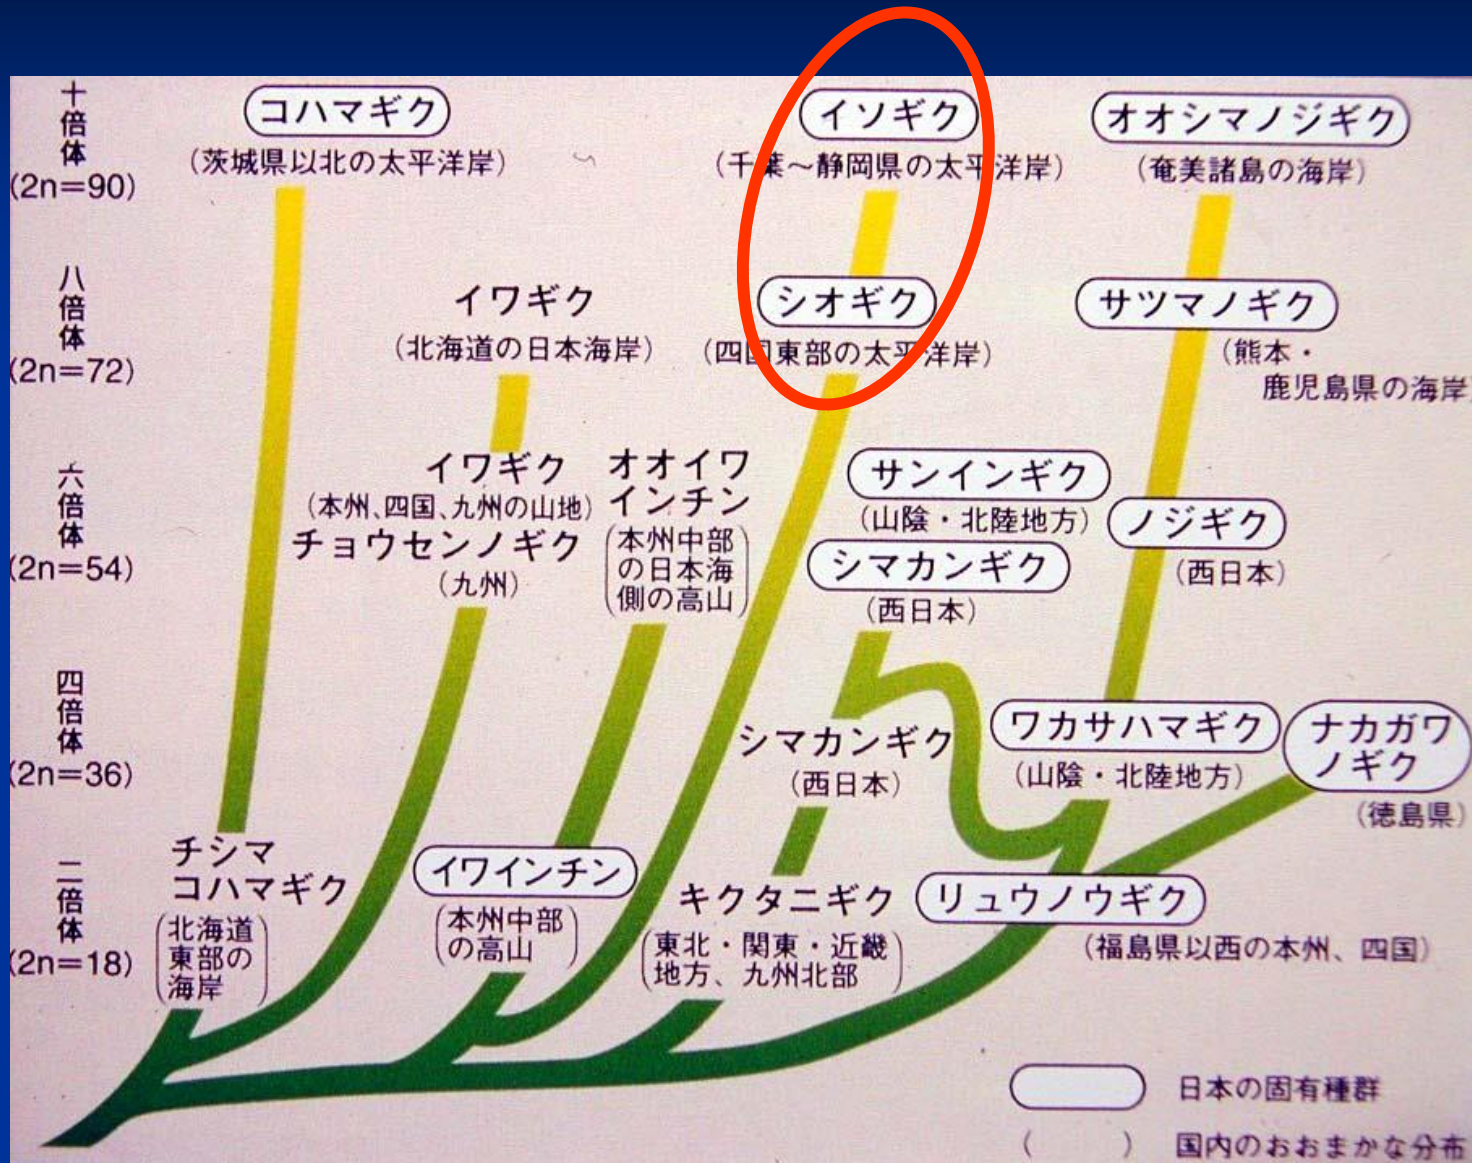 十倍体
(2n=90)
コハマギク
(茨城県以北の太平洋岸)
イソギク
(千葉〜静岡県の太平洋岸)
オオシマノジギク
(奄美諸島の海岸)
八倍体
(2n=72)
イワギク
(北海道の日本海岸)
シオギク
(四国東部の太平洋岸)
サツマノギク
(熊本・
鹿児島県の海岸)
六倍体
(2n=54)
イワギク
(本州、四国、九州の山地)
チョウセンノギク
(九州)
オオイワ
インチン
(本州中部
の日本海
側の高山)
サンインギク
(山陰・北陸地方)
シマカンギク
(西日本)
ノジギク
(西日本)
四倍体
(2n=36)
シマカンギク
(西日本)
ワカサハマギク
(山陰・北陸地方)
ナカガワ
ノギク
(徳島県)
二倍体
(2n=18)
チシマ
コハマギク
(北海道
東部の
海岸)
イワインチン
(本州中部
の高山)
キクタニギク
(東北・関東・近畿
地方、九州北部)
リュウノウギク
(福島県以西の本州、四国)
日本の固有種群
( ) 国内のおおまかな分布